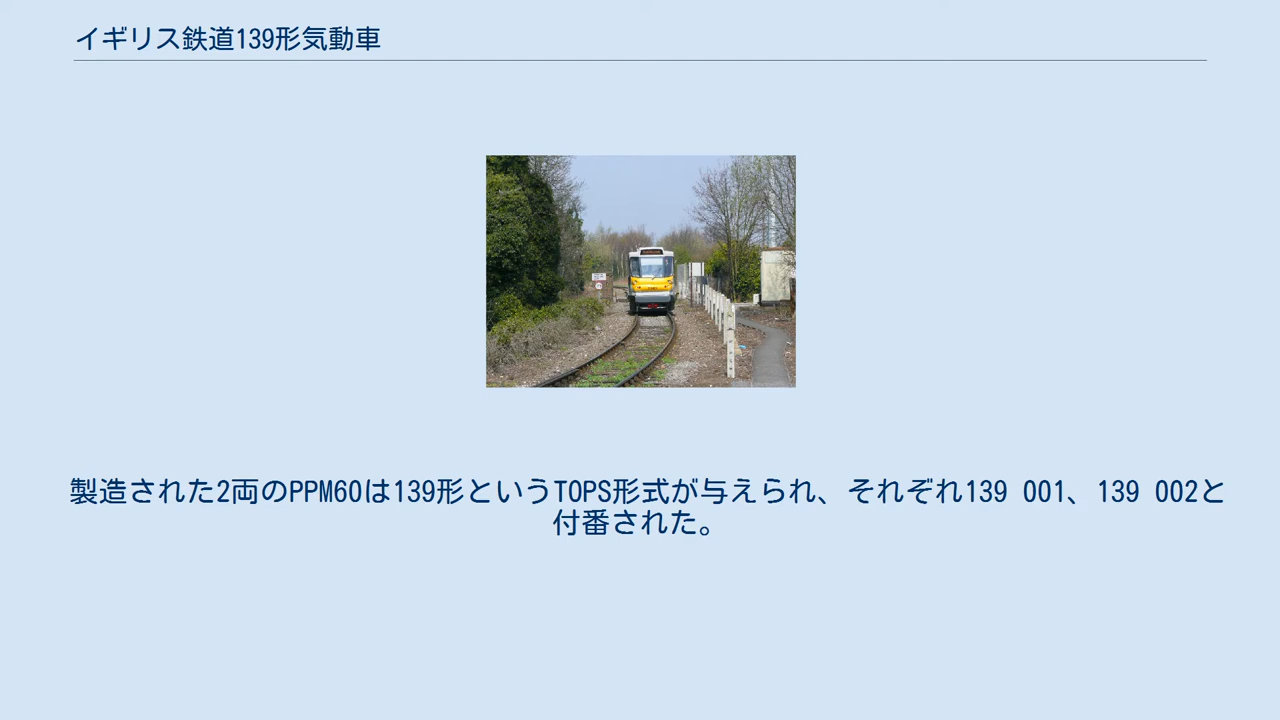 イギリス鉄道139形気動車
製造された2両のPPM60は139形というTOPS形式が与えられ、それぞれ139 001、139 002と
付番された。